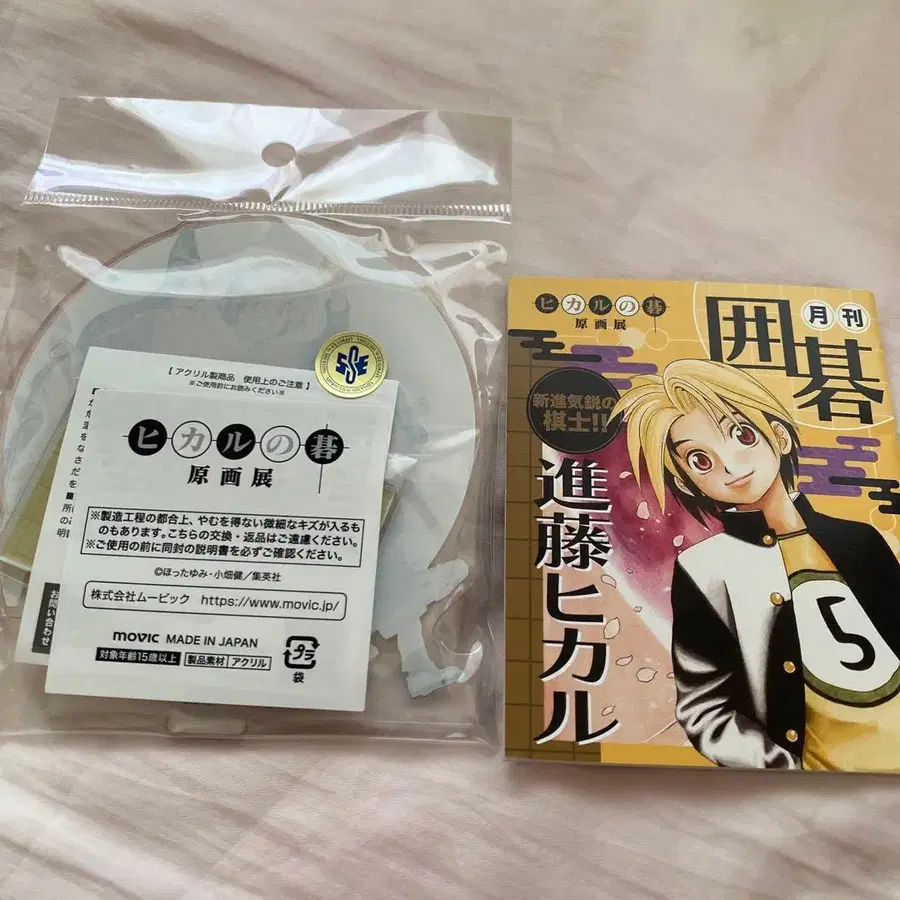 【 アクリル製商品　使用上のご注意 】
※ご使用前にお読みください※
ヒカルの碁
原画展
※製造工程の都合上、やむを得ない微細なキズが入るも
のもあります。こちらの交換・返品はご遠慮ください。
※ご使用の前に同封の説明書を必ずご確認ください。
©ほったゆみ・小畑健／集英社
株式会社ムービック　https://www.movic.jp/
movic MADE IN JAPAN
対象年齢15歳以上 製品素材 アクリル
プラ
袋
お問い合わせ
ヒカルの碁
原画展
月刊
囲碁
新進気鋭の
棋士!!
進藤ヒカル
5